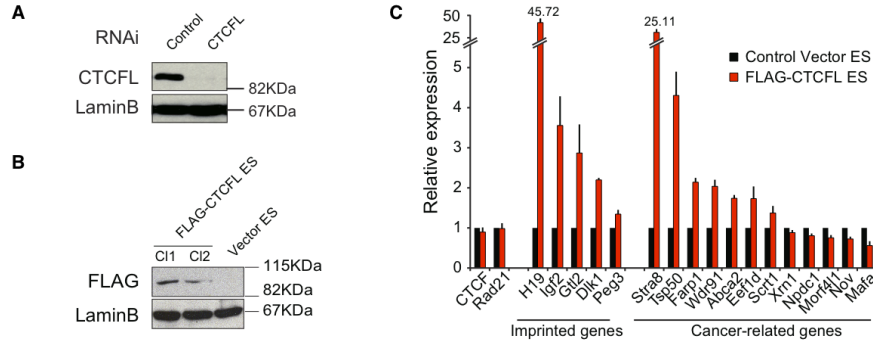 A
RNAi
Control
CTCFL
CTCFL
82KDa
LaminB
67KDa
B
FLAG-CTCFL ES
Vector ES
Cl1
Cl2
115KDa
FLAG
82KDa
LaminB
67KDa
C
45.72
25.11
50
25
5
4
3
2
1
0
Relative expression
Control Vector ES
FLAG-CTCFL ES
CTCF
Rad21
H19
Igf2
Gtl2
Dlk1
Peg3
Stra8
Tsp50
Farp1
Wdr91
Abca2
Eef1d
Scrt1
Xrn1
Npdc1
Morf4l1
Nov
Mafa
Imprinted genes
Cancer-related genes